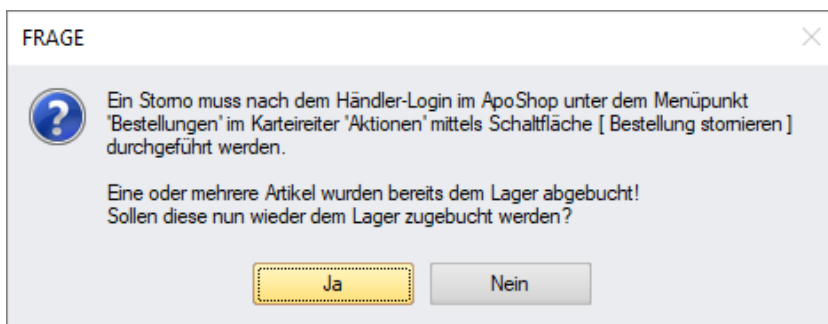 FRAGE
Ein Storno muss nach dem Händler-Login im ApoShop unter dem Menüpunkt
'Bestellungen' im Karteireiter 'Aktionen' mittels Schaltfläche [ Bestellung stornieren ]
durchgeführt werden.
Eine oder mehrere Artikel wurden bereits dem Lager abgebucht!
Sollen diese nun wieder dem Lager zugebucht werden?
Ja
Nein